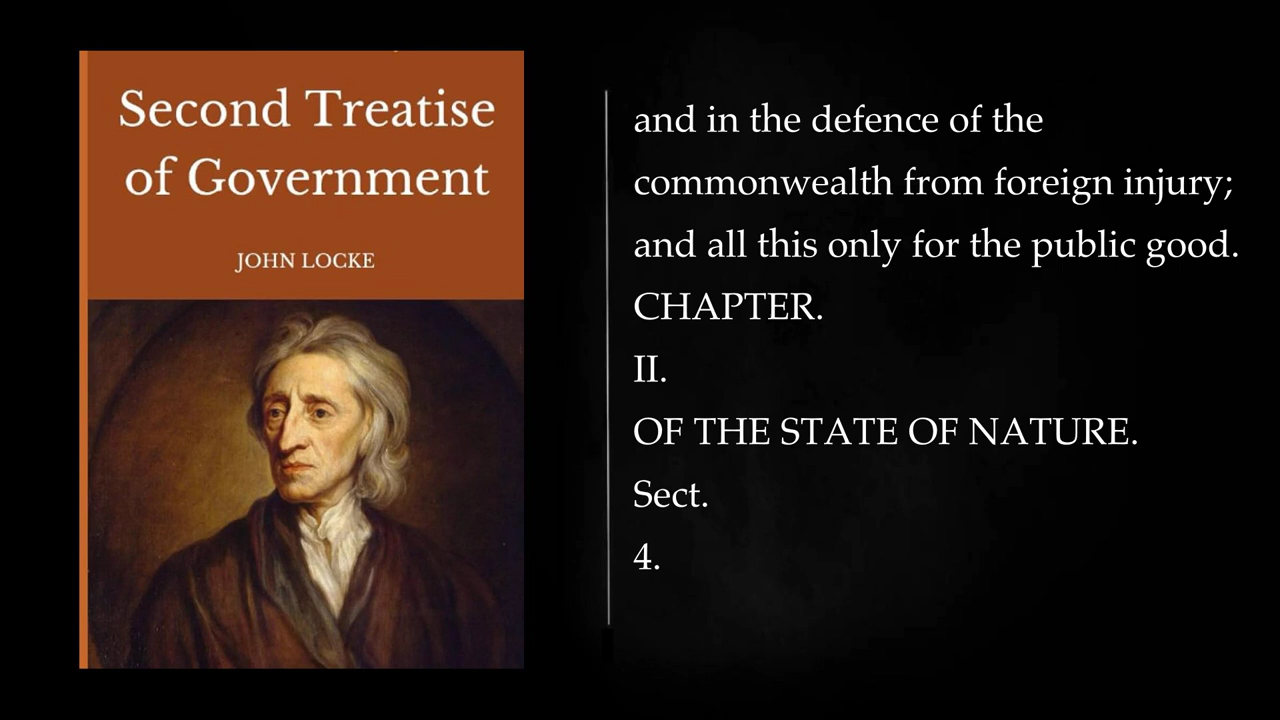 Second Treatise
of Government
JOHN LOCKE
and in the defence of the
commonwealth from foreign injury;
and all this only for the public good.
CHAPTER.
II.
OF THE STATE OF NATURE.
Sect.
4.